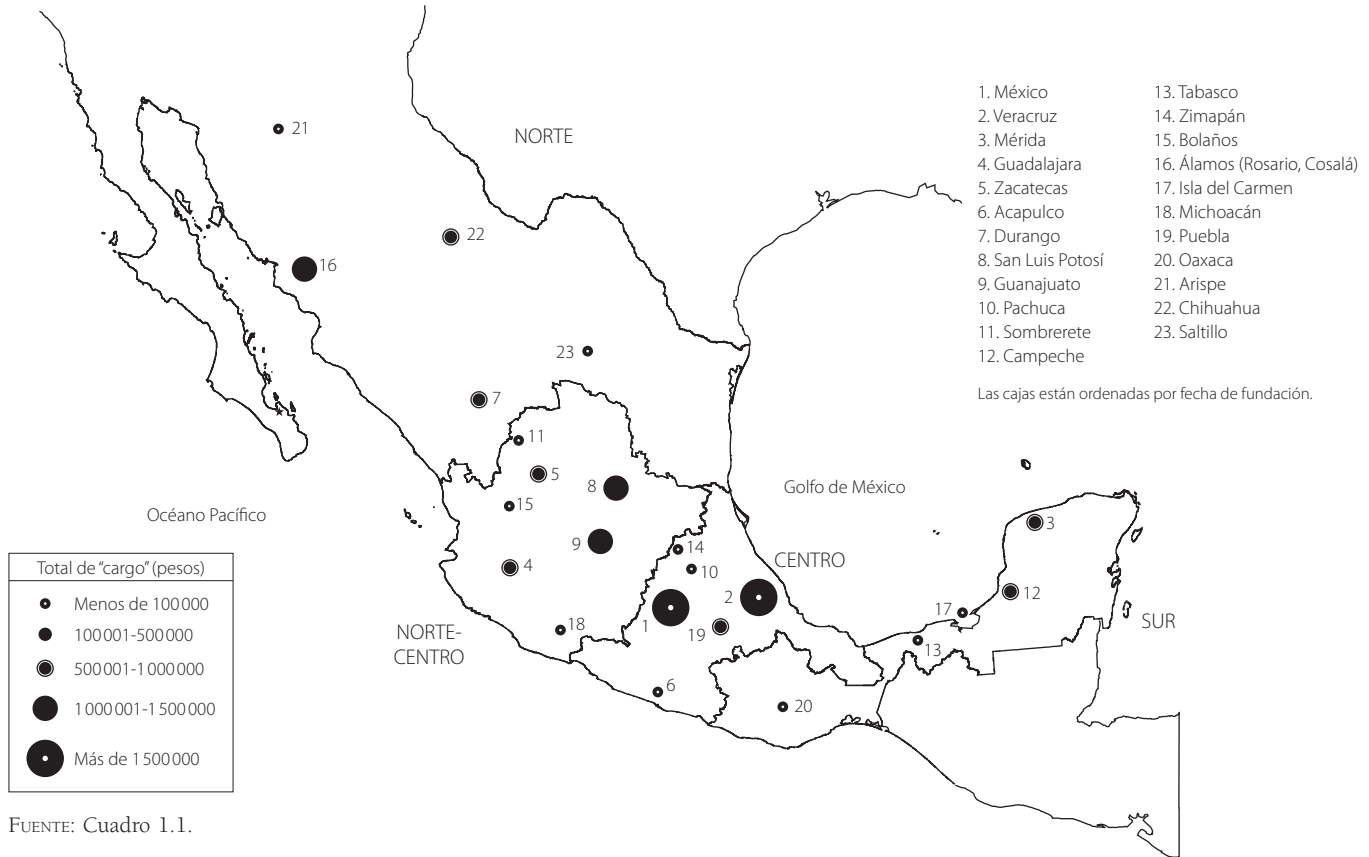 21
NORTE
22
16
23
7
11
5
8
15
Océano Pacífico
Golfo de México
9
14
CENTRO
3
4
10
2
12
1
19
17
SUR
18
NORTE-
CENTRO
13
6
20
1. México
2. Veracruz
3. Mérida
4. Guadalajara
5. Zacatecas
6. Acapulco
7. Durango
8. San Luis Potosí
9. Guanajuato
10. Pachuca
11. Sombrerete
12. Campeche
13. Tabasco
14. Zimapán
15. Bolaños
16. Álamos (Rosario, Cosalá)
17. Isla del Carmen
18. Michoacán
19. Puebla
20. Oaxaca
21. Arispe
22. Chihuahua
23. Saltillo
Las cajas están ordenadas por fecha de fundación.
Total de “cargo” (pesos)
Menos de 100 000
100 001-500 000
500 001-1 000 000
1 000 001-1 500 000
Más de 1 500 000
FUENTE: Cuadro 1.1.